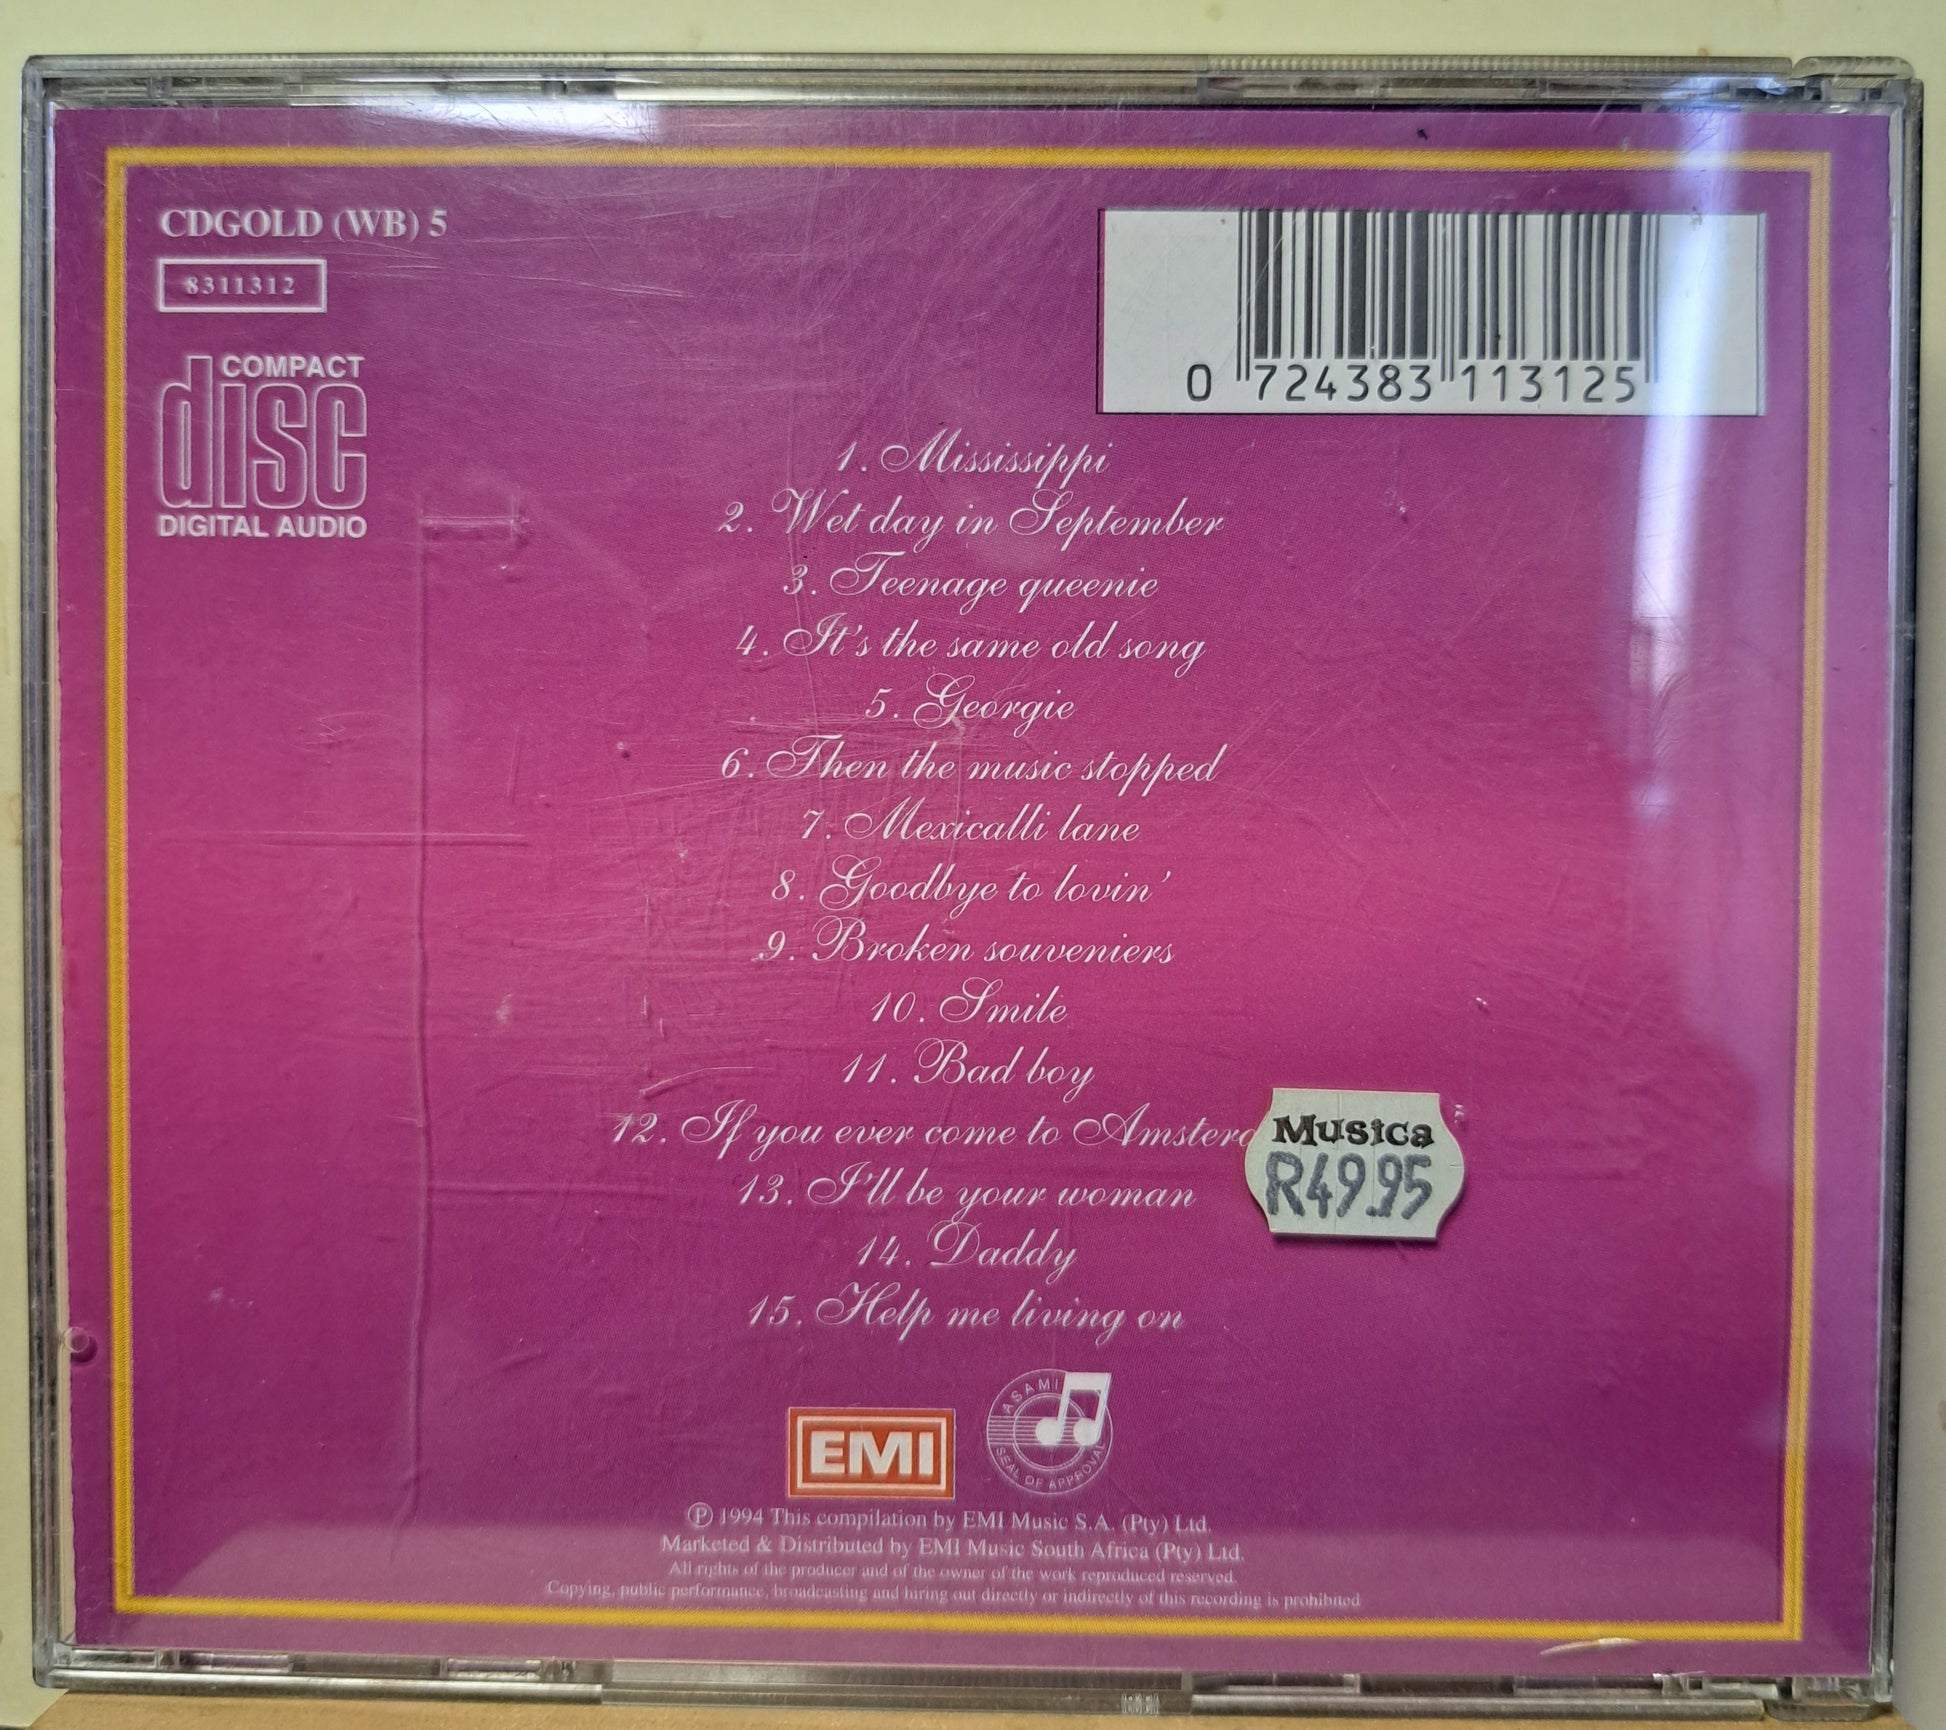 CDGOLD (WB) 5
8311312
COMPACT
disc
DIGITAL AUDIO
0 724383 113125
1. Mississippi
2. Wet day in September
3. Teenage queenie
4. It's the same old song
5. Georgie
6. Then the music stopped
7. Mexicalli lane
8. Goodbye to lovin'
9. Broken souveniers
10. Smile
11. Bad boy
12. If you ever come to Amsterd
13. I'll be your woman
14. Daddy
15. Help me living on
Musica
R49.95
EMI
ASAMI
SEAL OF APPROVAL
Ⓟ 1994 This compilation by EMI Music S.A. (Pty) Ltd.
Marketed & Distributed by EMI Music South Africa (Pty) Ltd.
All rights of the producer and of the owner of the work reproduced reserved.
Copying, public performance, broadcasting and hiring out directly or indirectly of this recording is prohibited